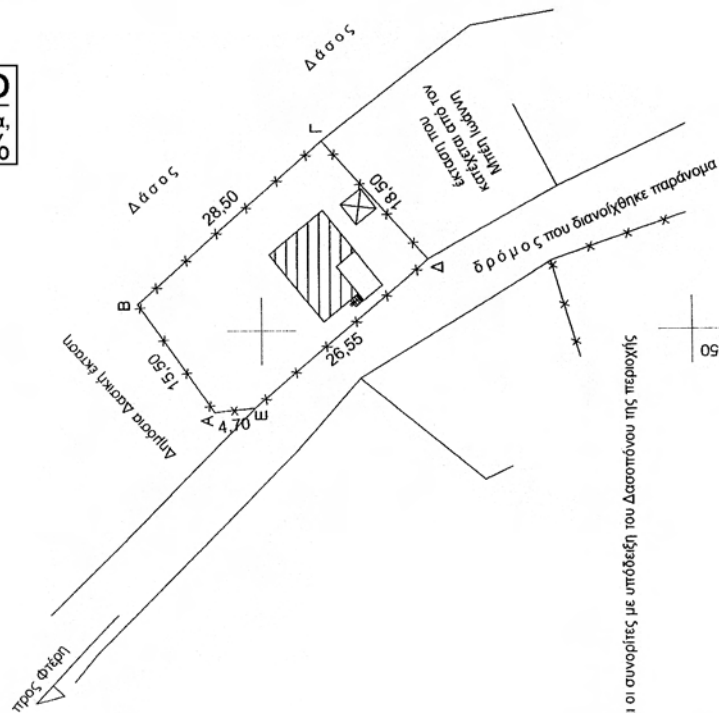 Δάσος
Δάσος
Δημόσια Δασική έκταση
έκταση που
κατέχεται από τον
Μπέη Ιωάννη
δρόμος που διανοίχθηκε παράνομα
προς Φτέρη
οι συνορίτες με υπόδειξη του Δασοπόνου της περιοχής
Α
Β
Γ
Δ
Ε
28,50
18,50
26,55
15,50
4,70
50